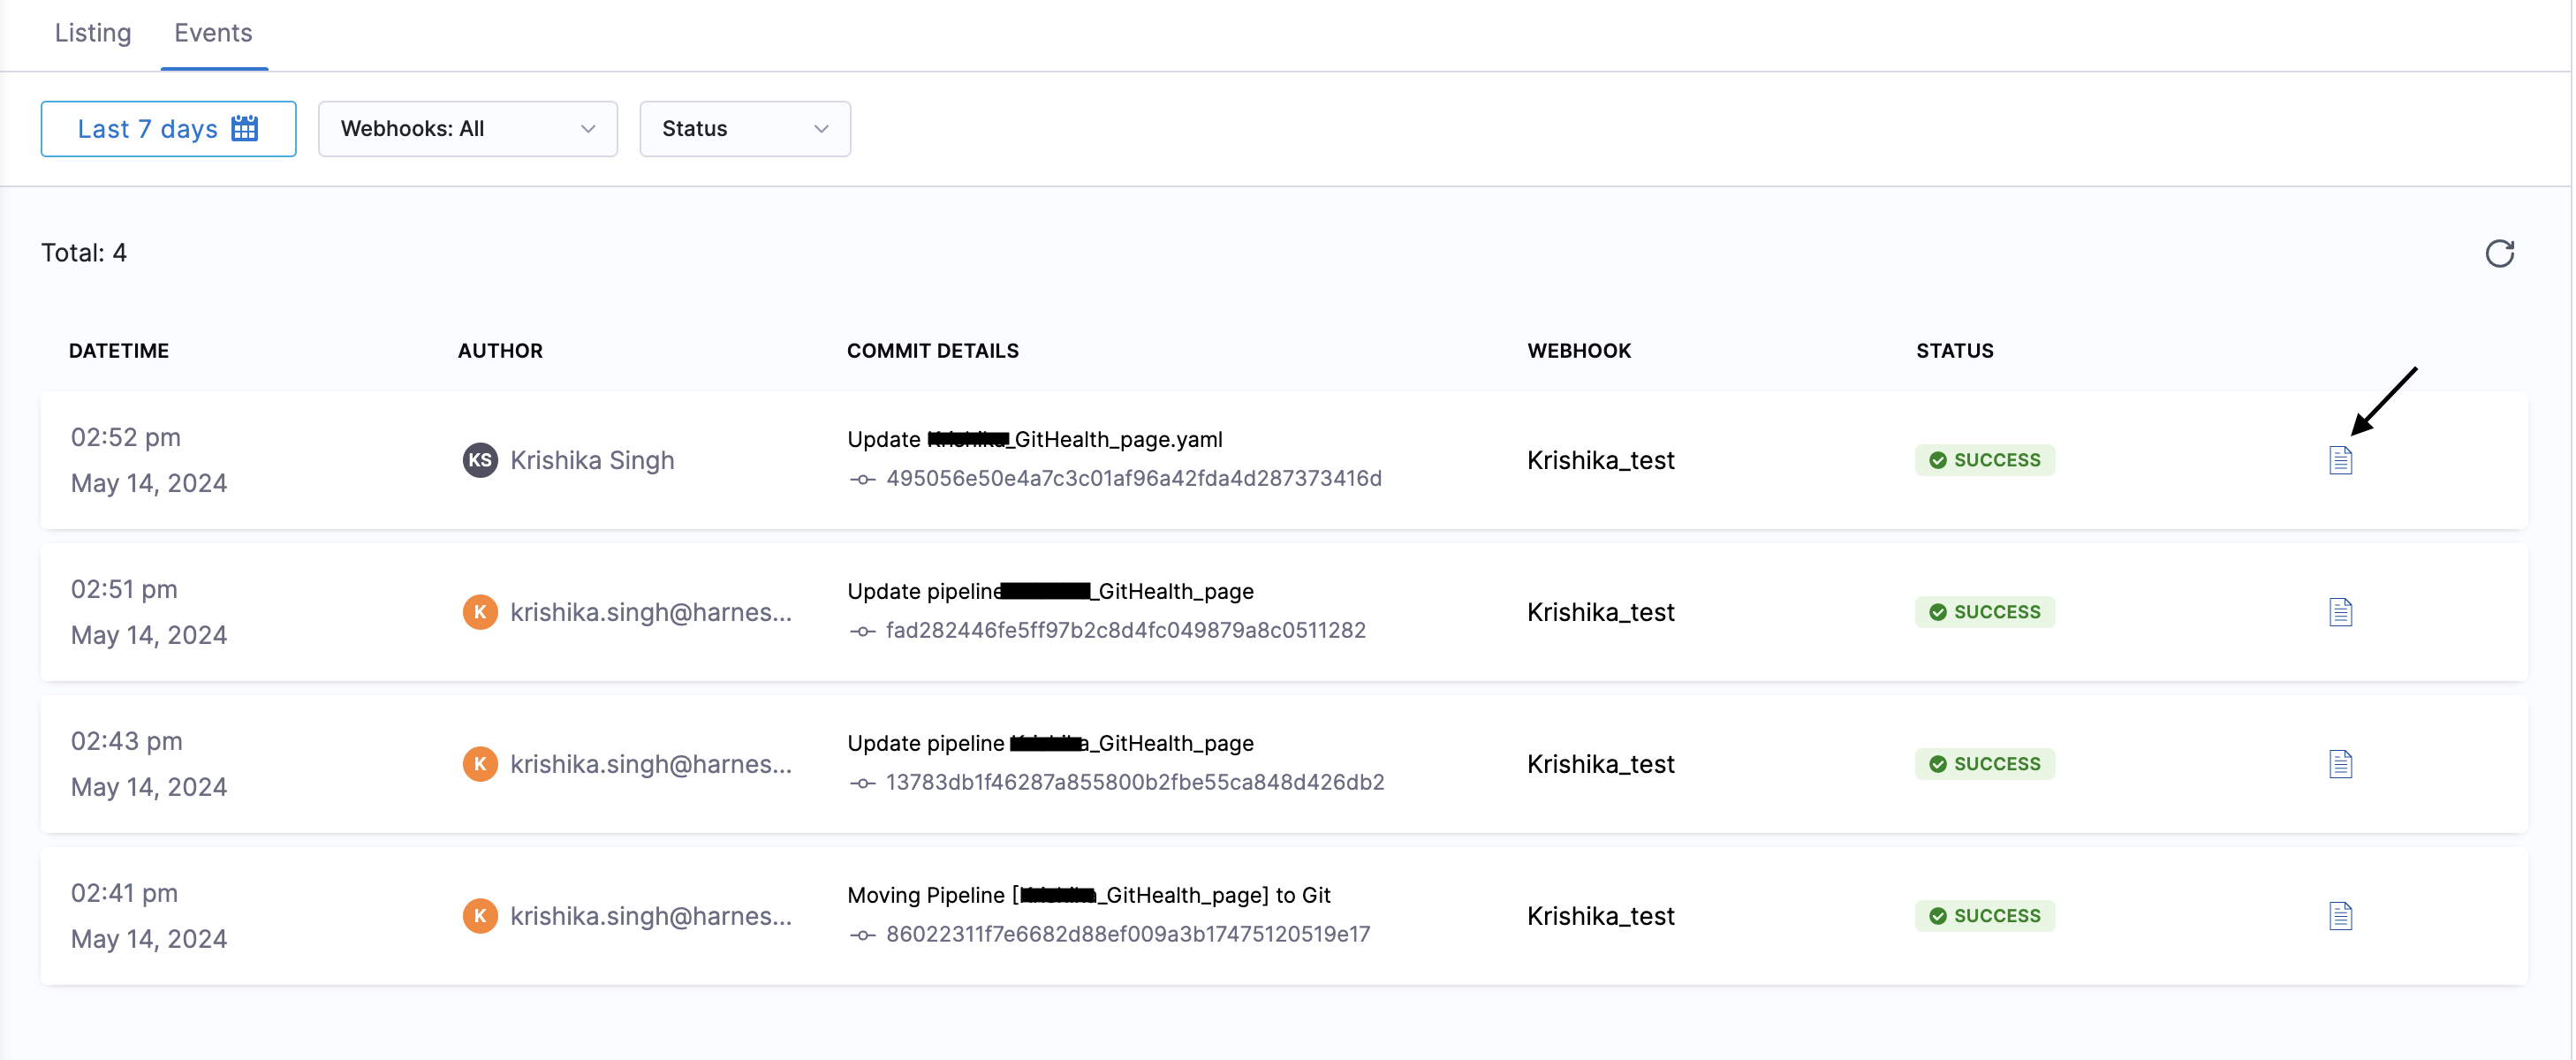 Listing Events
Last 7 days Webhooks: All Status
Total: 4
DATETIME AUTHOR COMMIT DETAILS WEBHOOK STATUS
02:52 pm
May 14, 2024
KS Krishika Singh
Update _GitHealth_page.yaml
495056e50e4a7c3c01af96a42fda4d287373416d
Krishika_test
SUCCESS
02:51 pm
May 14, 2024
K krishika.singh@harnes...
Update pipeline _GitHealth_page
fad282446fe5ff97b2c8d4fc049879a8c0511282
Krishika_test
SUCCESS
02:43 pm
May 14, 2024
K krishika.singh@harnes...
Update pipeline a_GitHealth_page
13783db1f46287a855800b2fbe55ca848d426db2
Krishika_test
SUCCESS
02:41 pm
May 14, 2024
K krishika.singh@harnes...
Moving Pipeline [ _GitHealth_page] to Git
86022311f7e6682d88ef009a3b17475120519e17
Krishika_test
SUCCESS